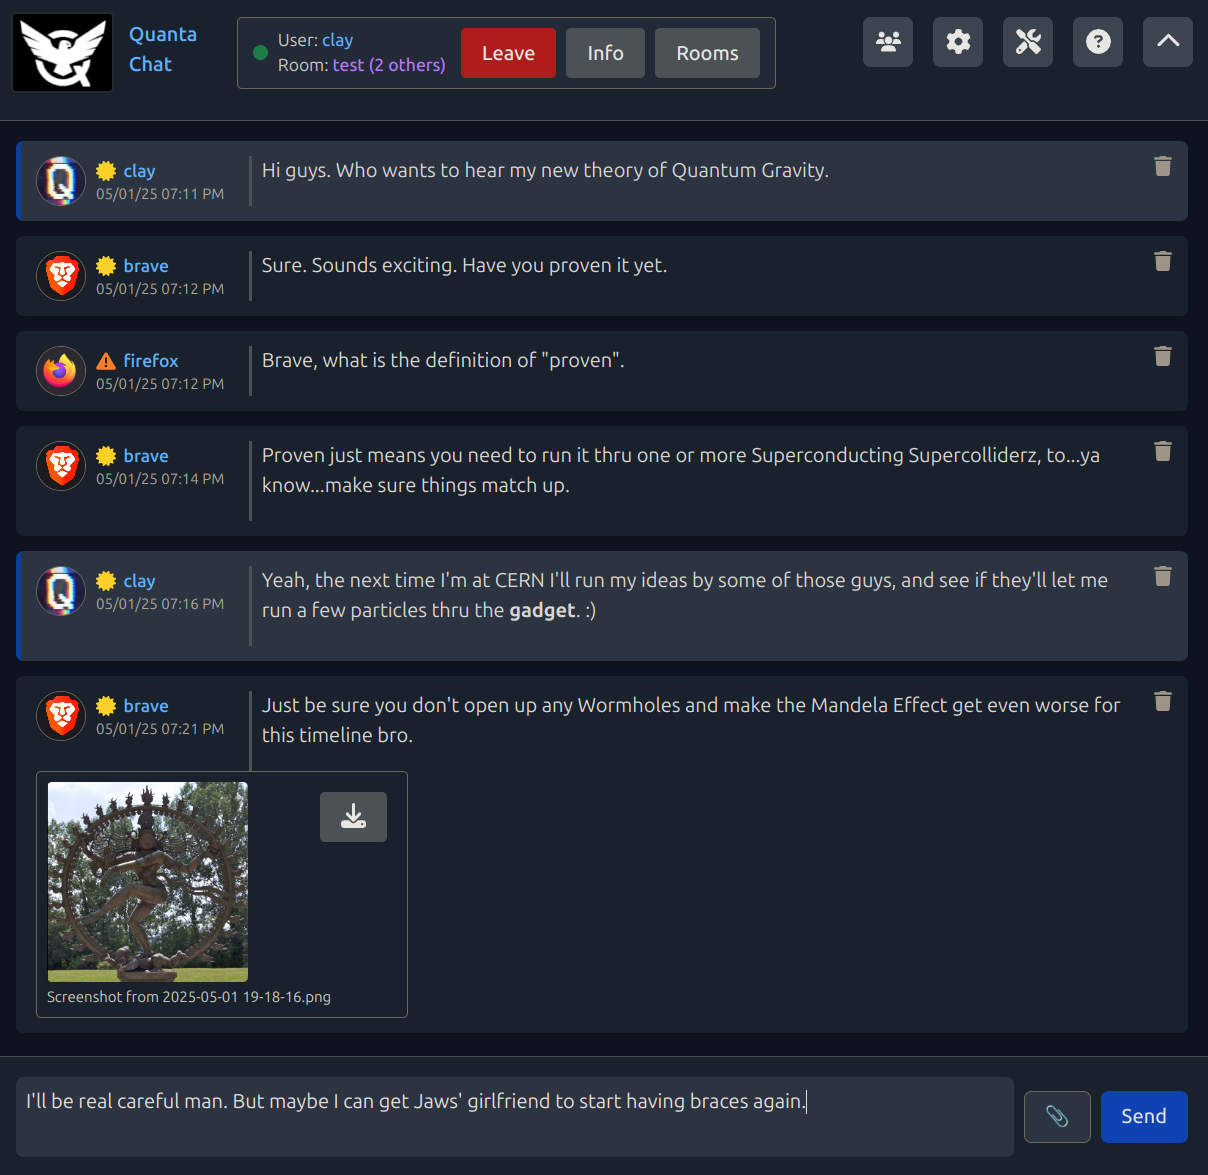 Quanta
Chat
User: clay
Room: test (2 others)
Leave
Info
Rooms
clay
05/01/25 07:11 PM
Hi guys. Who wants to hear my new theory of Quantum Gravity.
brave
05/01/25 07:12 PM
Sure. Sounds exciting. Have you proven it yet.
firefox
05/01/25 07:12 PM
Brave, what is the definition of "proven".
brave
05/01/25 07:14 PM
Proven just means you need to run it thru one or more Superconducting Supercolliderz, to...ya
know...make sure things match up.
clay
05/01/25 07:16 PM
Yeah, the next time I'm at CERN I'll run my ideas by some of those guys, and see if they'll let me
run a few particles thru the gadget. :)
brave
05/01/25 07:21 PM
Just be sure you don't open up any Wormholes and make the Mandela Effect get even worse for
this timeline bro.
Screenshot from 2025-05-01 19-18-16.png
I'll be real careful man. But maybe I can get Jaws' girlfriend to start having braces again.
Send